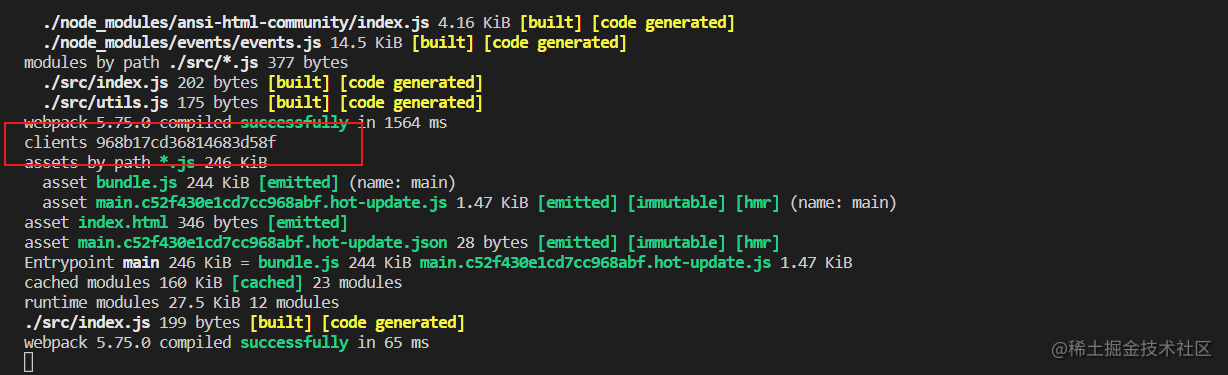 ./node_modules/ansi-html-community/index.js 4.16 KiB [built] [code generated]
./node_modules/events/events.js 14.5 KiB [built] [code generated]
modules by path ./src/*.js 377 bytes
./src/index.js 202 bytes [built] [code generated]
./src/utils.js 175 bytes [built] [code generated]
webpack 5.75.0 compiled successfully in 1564 ms
clients 968b17cd36814683d58f
assets by path *.js 246 KiB
asset bundle.js 244 KiB [emitted] (name: main)
asset main.c52f430e1cd7cc968abf.hot-update.js 1.47 KiB [emitted] [immutable] [hmr] (name: main)
asset index.html 346 bytes [emitted]
asset main.c52f430e1cd7cc968abf.hot-update.json 28 bytes [emitted] [immutable] [hmr]
Entrypoint main 246 KiB = bundle.js 244 KiB main.c52f430e1cd7cc968abf.hot-update.js 1.47 KiB
cached modules 160 KiB [cached] 23 modules
runtime modules 27.5 KiB 12 modules
./src/index.js 199 bytes [built] [code generated]
webpack 5.75.0 compiled successfully in 65 ms
@稀土掘金技术社区